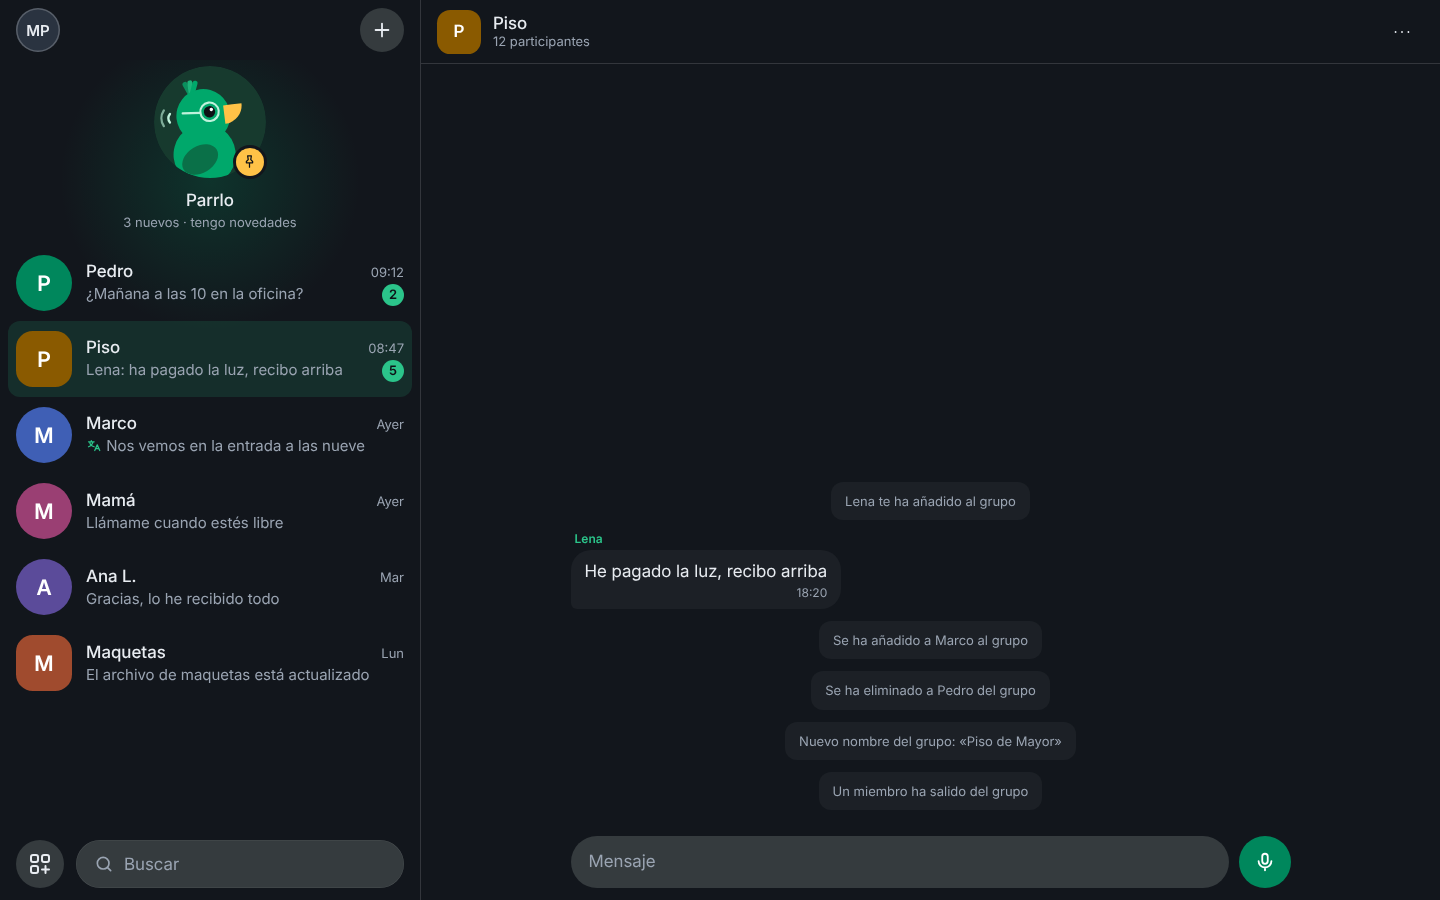 MP
Parrlo
3 nuevos · tengo novedades
P
Pedro
09:12
¿Mañana a las 10 en la oficina?
2
P
Piso
08:47
Lena: ha pagado la luz, recibo arriba
5
M
Marco
Ayer
Nos vemos en la entrada a las nueve
M
Mamá
Ayer
Llámame cuando estés libre
A
Ana L.
Mar
Gracias, lo he recibido todo
M
Maquetas
Lun
El archivo de maquetas está actualizado
Buscar
P
Piso
12 participantes
Lena te ha añadido al grupo
Lena
He pagado la luz, recibo arriba
18:20
Se ha añadido a Marco al grupo
Se ha eliminado a Pedro del grupo
Nuevo nombre del grupo: «Piso de Mayor»
Un miembro ha salido del grupo
Mensaje